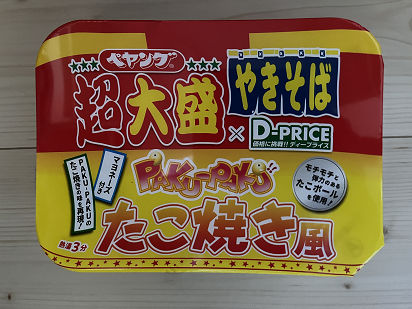 ペヤング
超大盛
やきそば
×
D-PRICE
価格に挑戦!! ディープライス
PAKU-PAKU!!
たこ焼き風
マヨネーズ
付き
PAKU-PAKUの
たこ焼きの味を再現!
モチモチと
弾力のある
たこボール
を使用!
熱湯3分